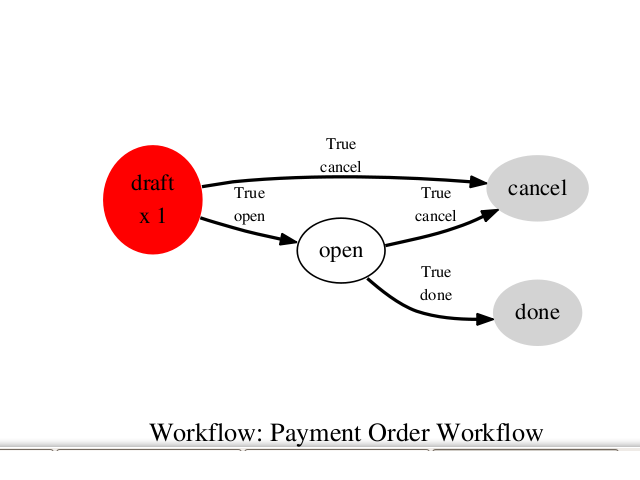 True
cancel
draft
x 1
True
open
True
cancel
cancel
open
True
done
done
Workflow: Payment Order Workflow